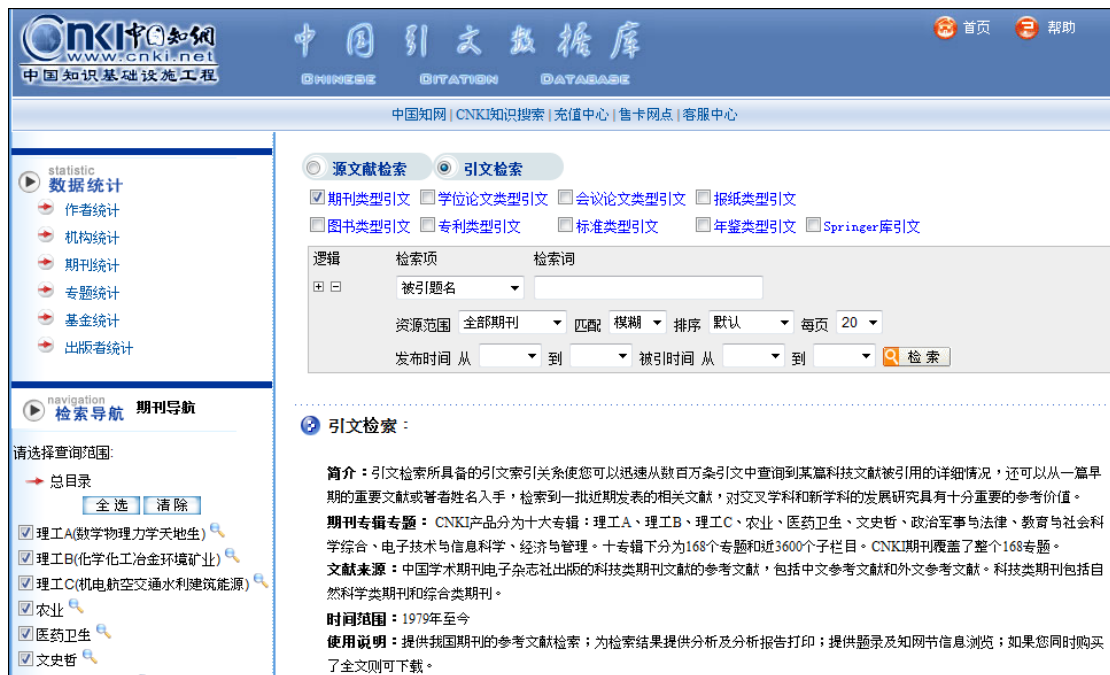 Cnki中国知网
www.cnki.net
中国知识基础设施工程
中国引文数据库
CHINESE CITATION DATABASE
首页 帮助
中国知网 | CNKI知识搜索 | 充值中心 | 售卡网点 | 客服中心
statistic
数据统计
作者统计
机构统计
期刊统计
专题统计
基金统计
出版者统计
navigation
检索导航 期刊导航
请选择查询范围:
总目录
全选 清除
理工A(数学物理力学天地生)
理工B(化学化工冶金环境矿业)
理工C(机电航空交通水利建筑能源)
农业
医药卫生
文史哲
源文献检索 引文检索
期刊类型引文 学位论文类型引文 会议论文类型引文 报纸类型引文
图书类型引文 专利类型引文 标准类型引文 年鉴类型引文 Springer库引文
逻辑 检索项 检索词
被引题名
资源范围 全部期刊 匹配 模糊 排序 默认 每页 20
发布时间 从 到 被引时间 从 到 检索
引文检索：
简介：引文检索所具备的引文索引关系使您可以迅速从数百万条引文中查询到某篇科技文献被引用的详细情况，还可以从一篇早
期的重要文献或著者姓名入手，检索到一批近期发表的相关文献，对交叉学科和新学科的发展研究具有十分重要的参考价值。
期刊专辑专题： CNKI产品分为十大专辑：理工A、理工B、理工C、农业、医药卫生、文史哲、政治军事与法律、教育与社会科
学综合、电子技术与信息科学、经济与管理。十专辑下分为168个专题和近3600个子栏目。CNKI期刊覆盖了整个168专题。
文献来源：中国学术期刊电子杂志社出版的科技类期刊文献的参考文献，包括中文参考文献和外文参考文献。科技类期刊包括自
然科学类期刊和综合类期刊。
时间范围：1979年至今
使用说明：提供我国期刊的参考文献检索；为检索结果提供分析及分析报告打印；提供题录及知网节信息浏览；如果您同时购买
了全文则可下载。